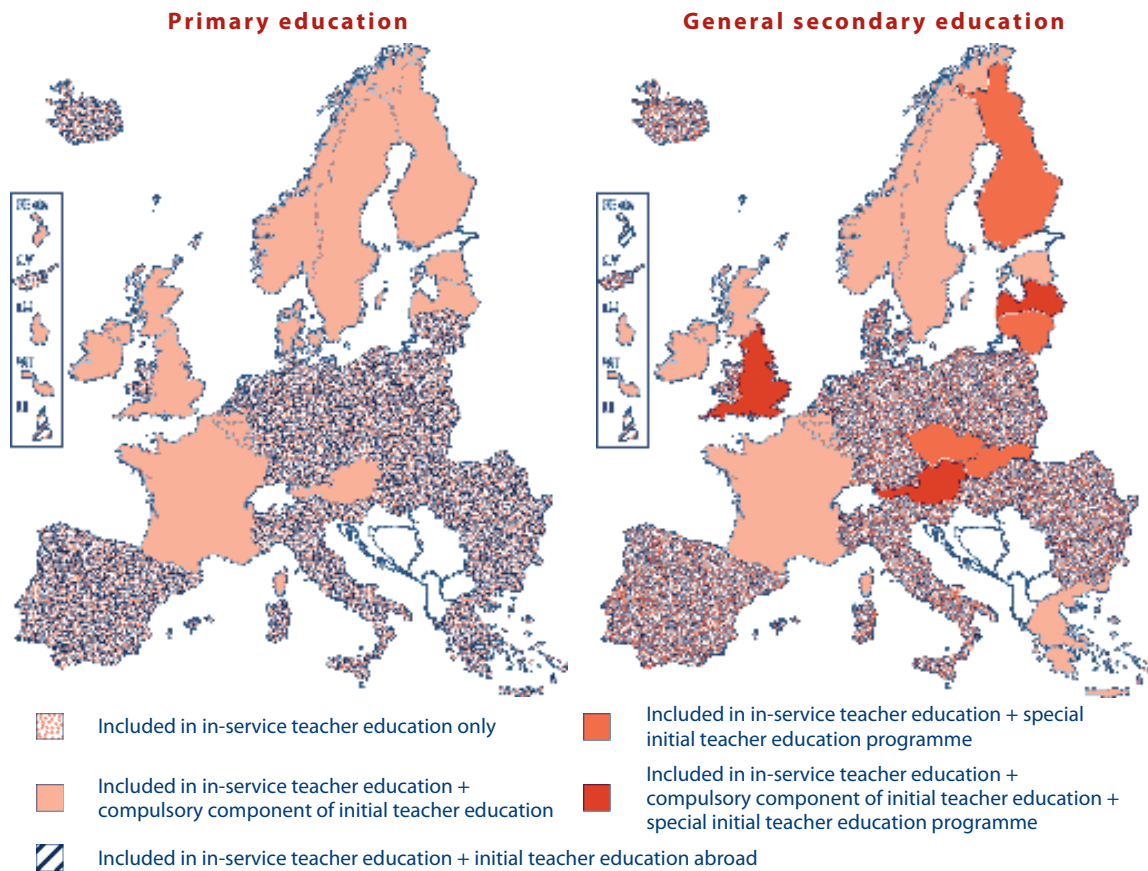 Primary education
General secondary education
CY
Included in in-service teacher education only
Included in in-service teacher education + special
initial teacher education programme
Included in in-service teacher education +
compulsory component of initial teacher education
Included in in-service teacher education +
compulsory component of initial teacher education +
special initial teacher education programme
Included in in-service teacher education + initial teacher education abroad